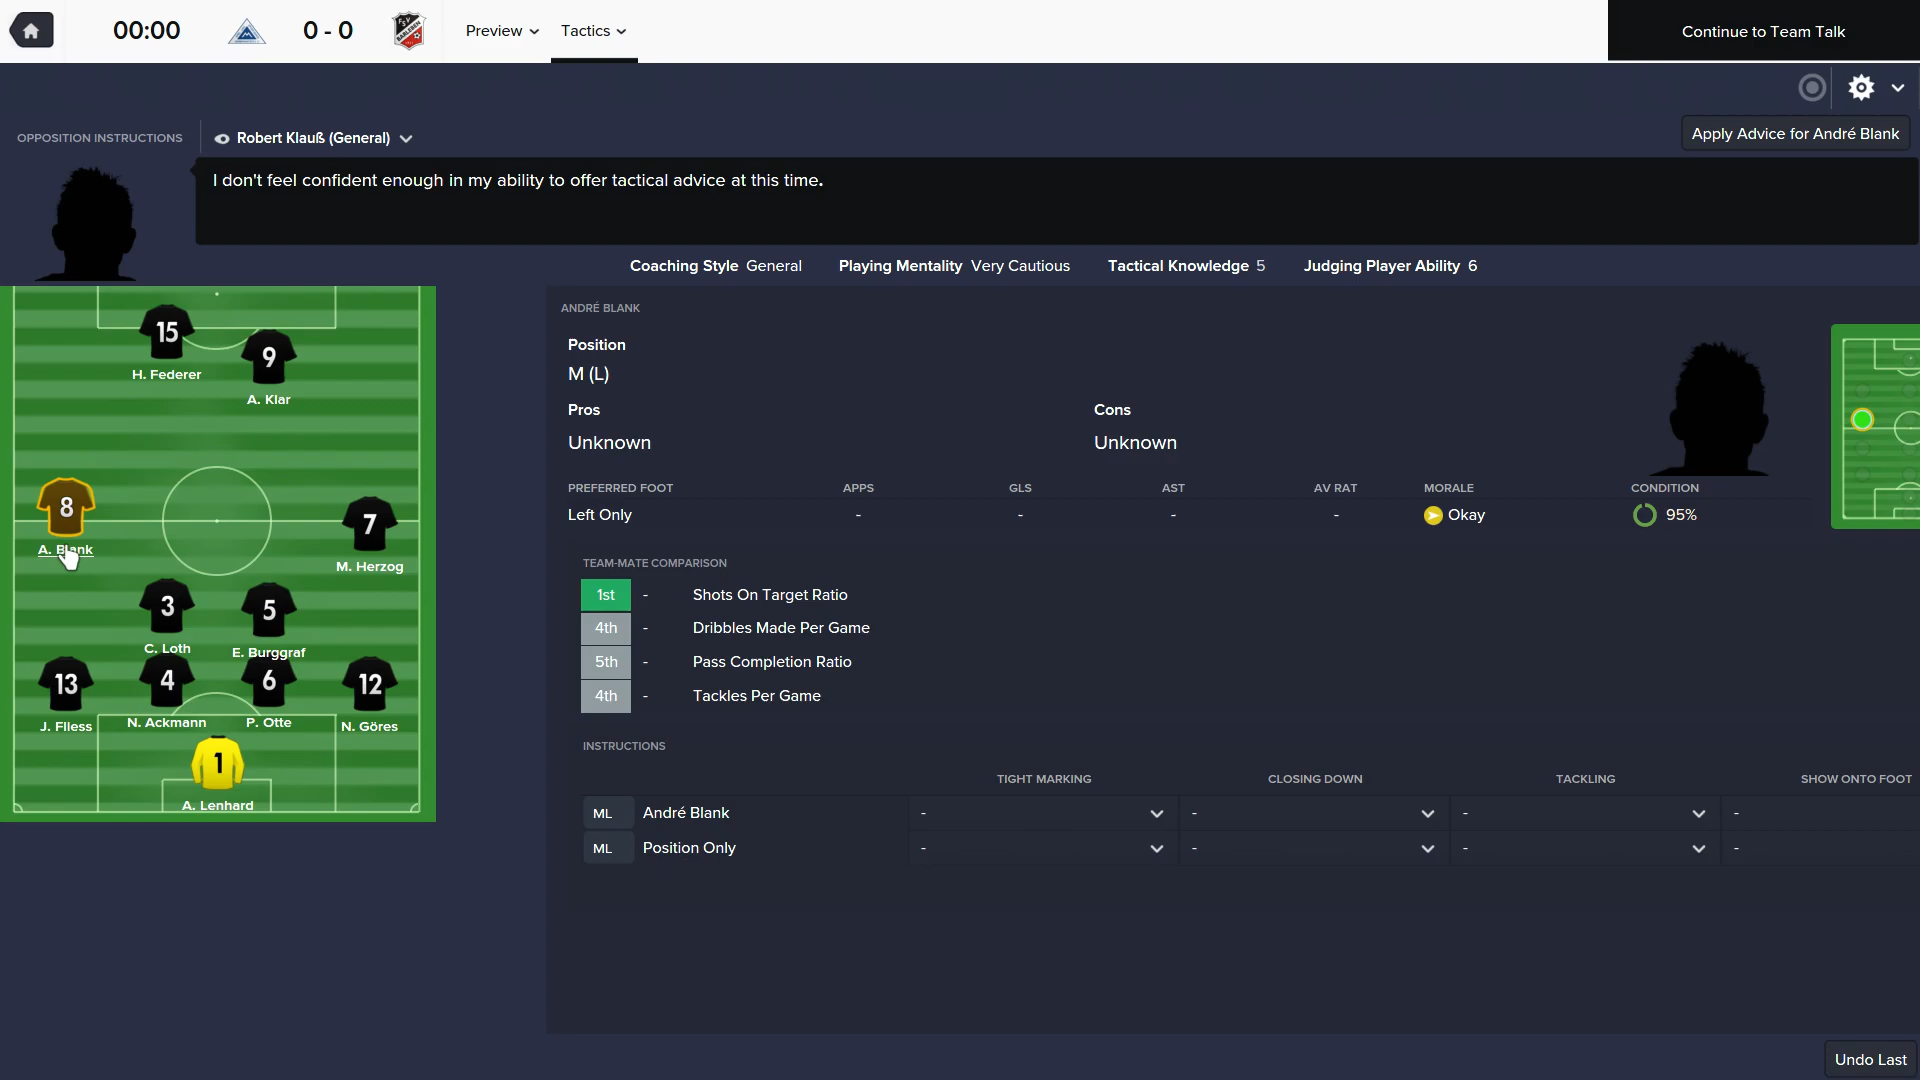 00:00
0 - 0
Preview
Tactics
Continue to Team Talk
OPPOSITION INSTRUCTIONS
Robert Klauß (General)
Apply Advice for André Blank
I don't feel confident enough in my ability to offer tactical advice at this time.
Coaching Style General
Playing Mentality Very Cautious
Tactical Knowledge 5
Judging Player Ability 6
15
H. Federer
9
A. Klar
8
A. Blank
7
M. Herzog
3
C. Loth
5
E. Burggraf
13
J. Fliess
4
N. Ackmann
6
P. Otte
12
N. Göres
1
A. Lenhard
ANDRÉ BLANK
Position
M (L)
Pros
Cons
Unknown
Unknown
PREFERRED FOOT APPS GLS AST AV RAT MORALE CONDITION
Left Only - - - - Okay 95%
TEAM-MATE COMPARISON
1st - Shots On Target Ratio
4th - Dribbles Made Per Game
5th - Pass Completion Ratio
4th - Tackles Per Game
INSTRUCTIONS
TIGHT MARKING CLOSING DOWN TACKLING SHOW ONTO FOOT
ML André Blank - - - -
ML Position Only - - - -
Undo Last